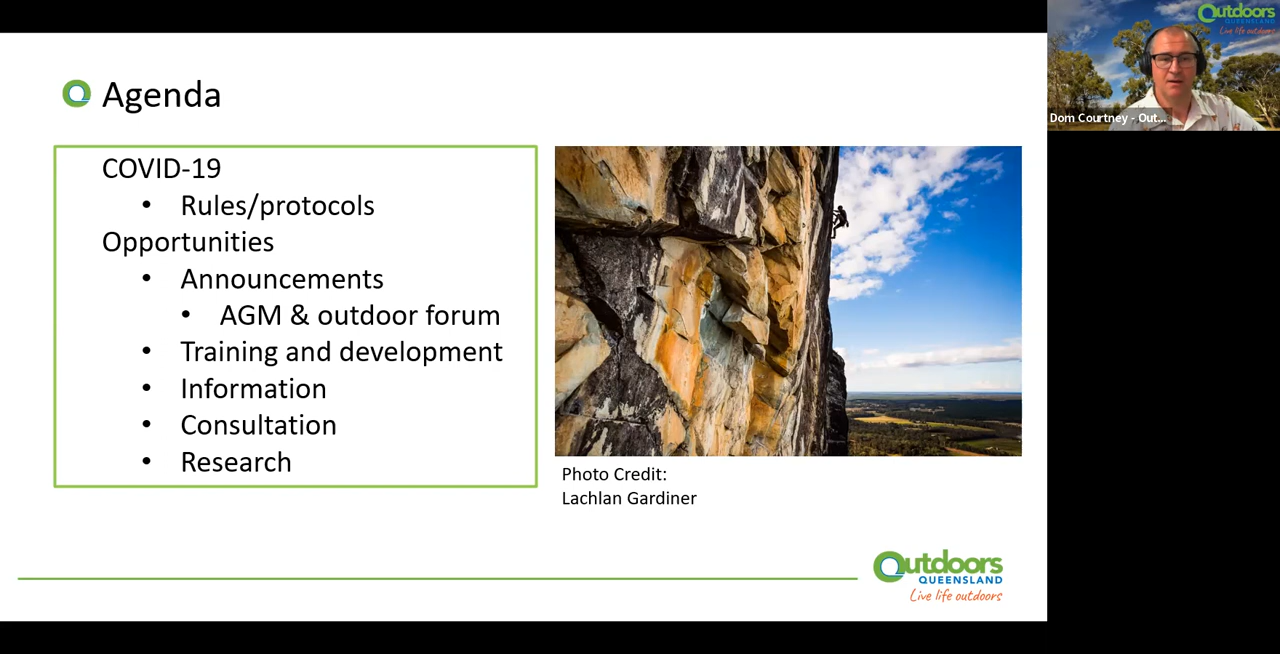 Agenda
COVID-19
• Rules/protocols
Opportunities
• Announcements
• AGM & outdoor forum
• Training and development
• Information
• Consultation
• Research
Photo Credit:
Lachlan Gardiner
Outdoors
QUEENSLAND
Live life outdoors
Outdoors
QUEENSLAND
Live life outdoors
Dom Courtney - Out...